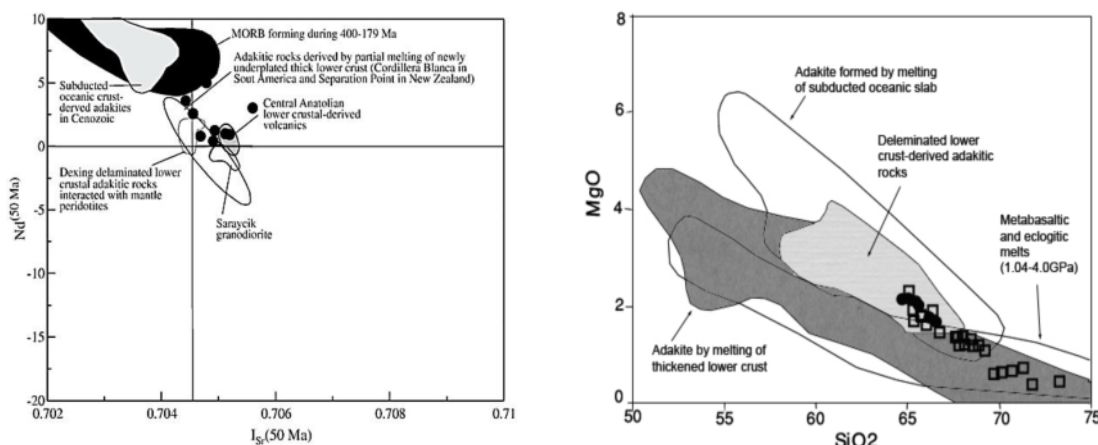 10
5
0
-5
-10
-15
-20
Nd(50 Ma)
MORB forming during 400-179 Ma
Adakitic rocks derived by partial melting of newly
underplated thick lower crust (Cordillera Blanca in
Sout America and Separation Point in New Zealand)
Subducted
oceanic crust-
derived adakites
in Cenozoic
Central Anatolian
lower crustal-derived
volcanics
Dexing delaminated lower
crustal adakitic rocks
interacted with mantle
peridotites
Saraycik
granodiorite
0.702
0.704
0.706
0.708
0.71
ISr(50 Ma)
8
6
4
2
0
MgO
Adakite formed by melting
of subducted oceanic slab
Deleminated lower
crust-derived adakitic
rocks
Metabasaltic
and eclogitic
melts
(1.04-4.0GPa)
Adakite by melting of
thickened lower crust
50
55
60
65
70
75
SiO2